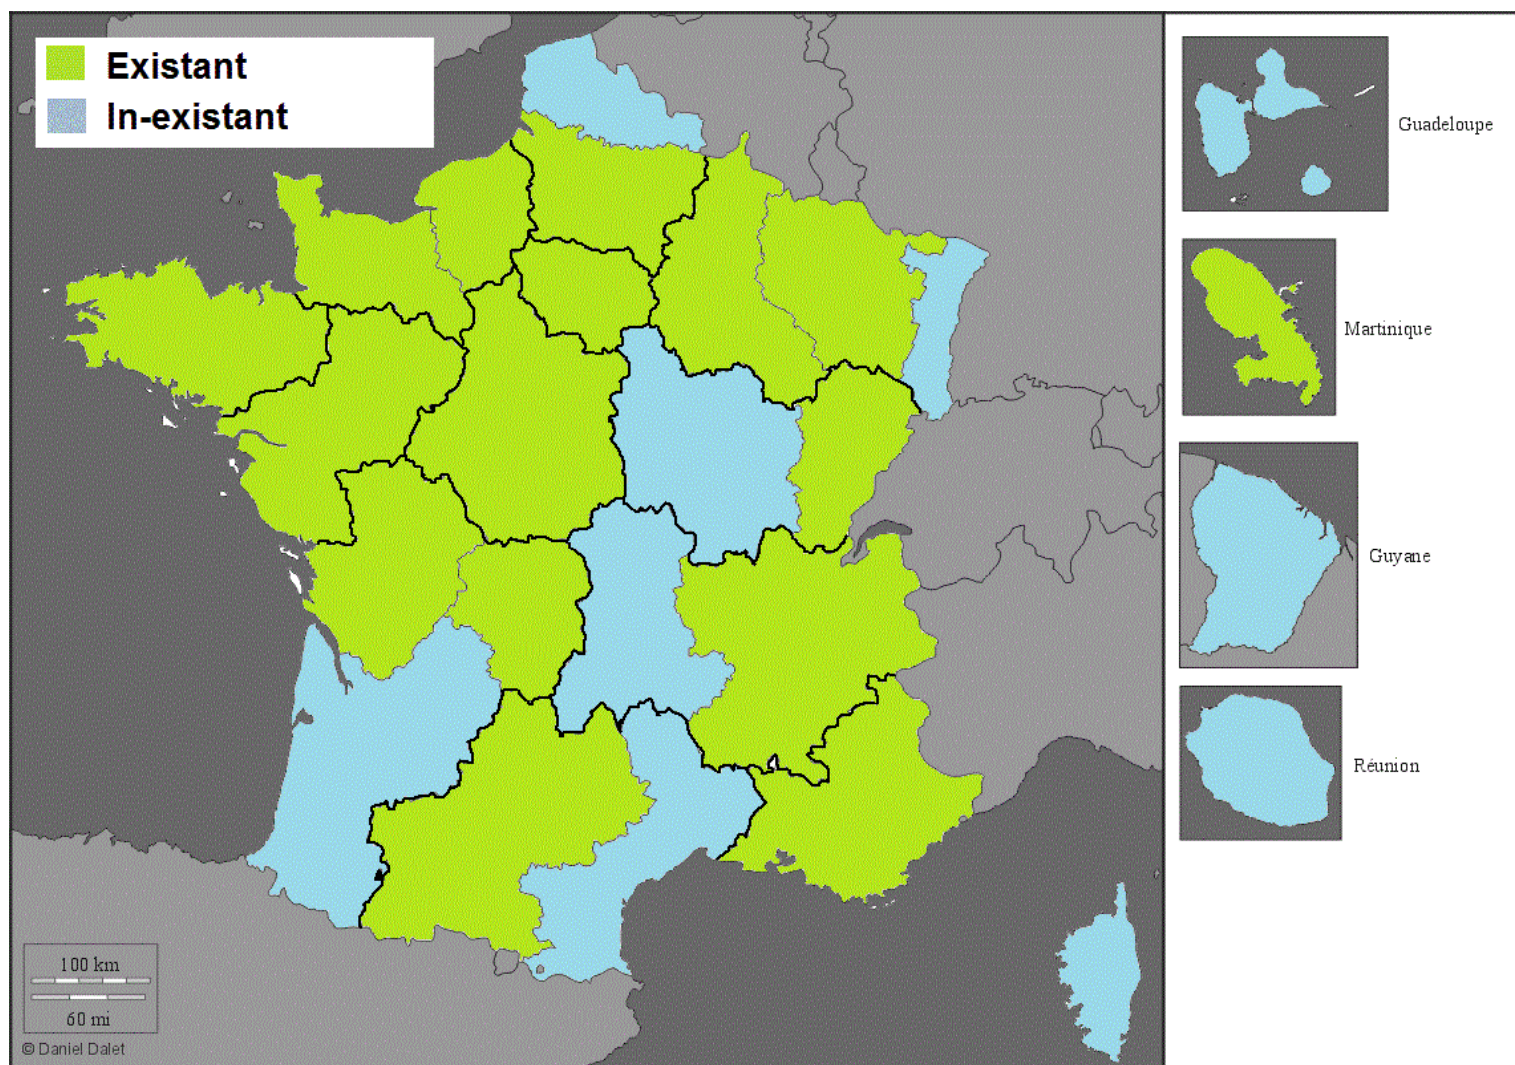 Existant
In-existant
Guadeloupe
Martinique
Guyane
Réunion
100 km
60 mi
© Daniel Dalet